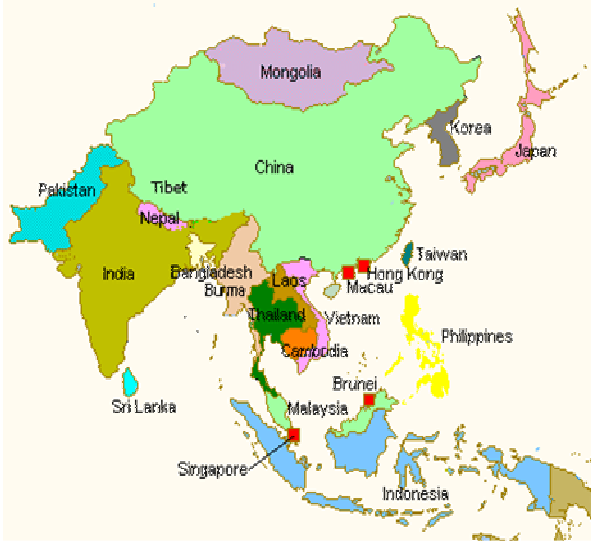 Mongolia
Korea
Japan
China
Pakistan
Tibet
Nepal
Taiwan
India
Bangladesh
Hong Kong
Laos
Macau
Burma
Thailand
Vietnam
Philippines
Cambodia
Brunei
Sri Lanka
Malaysia
Singapore
Indonesia